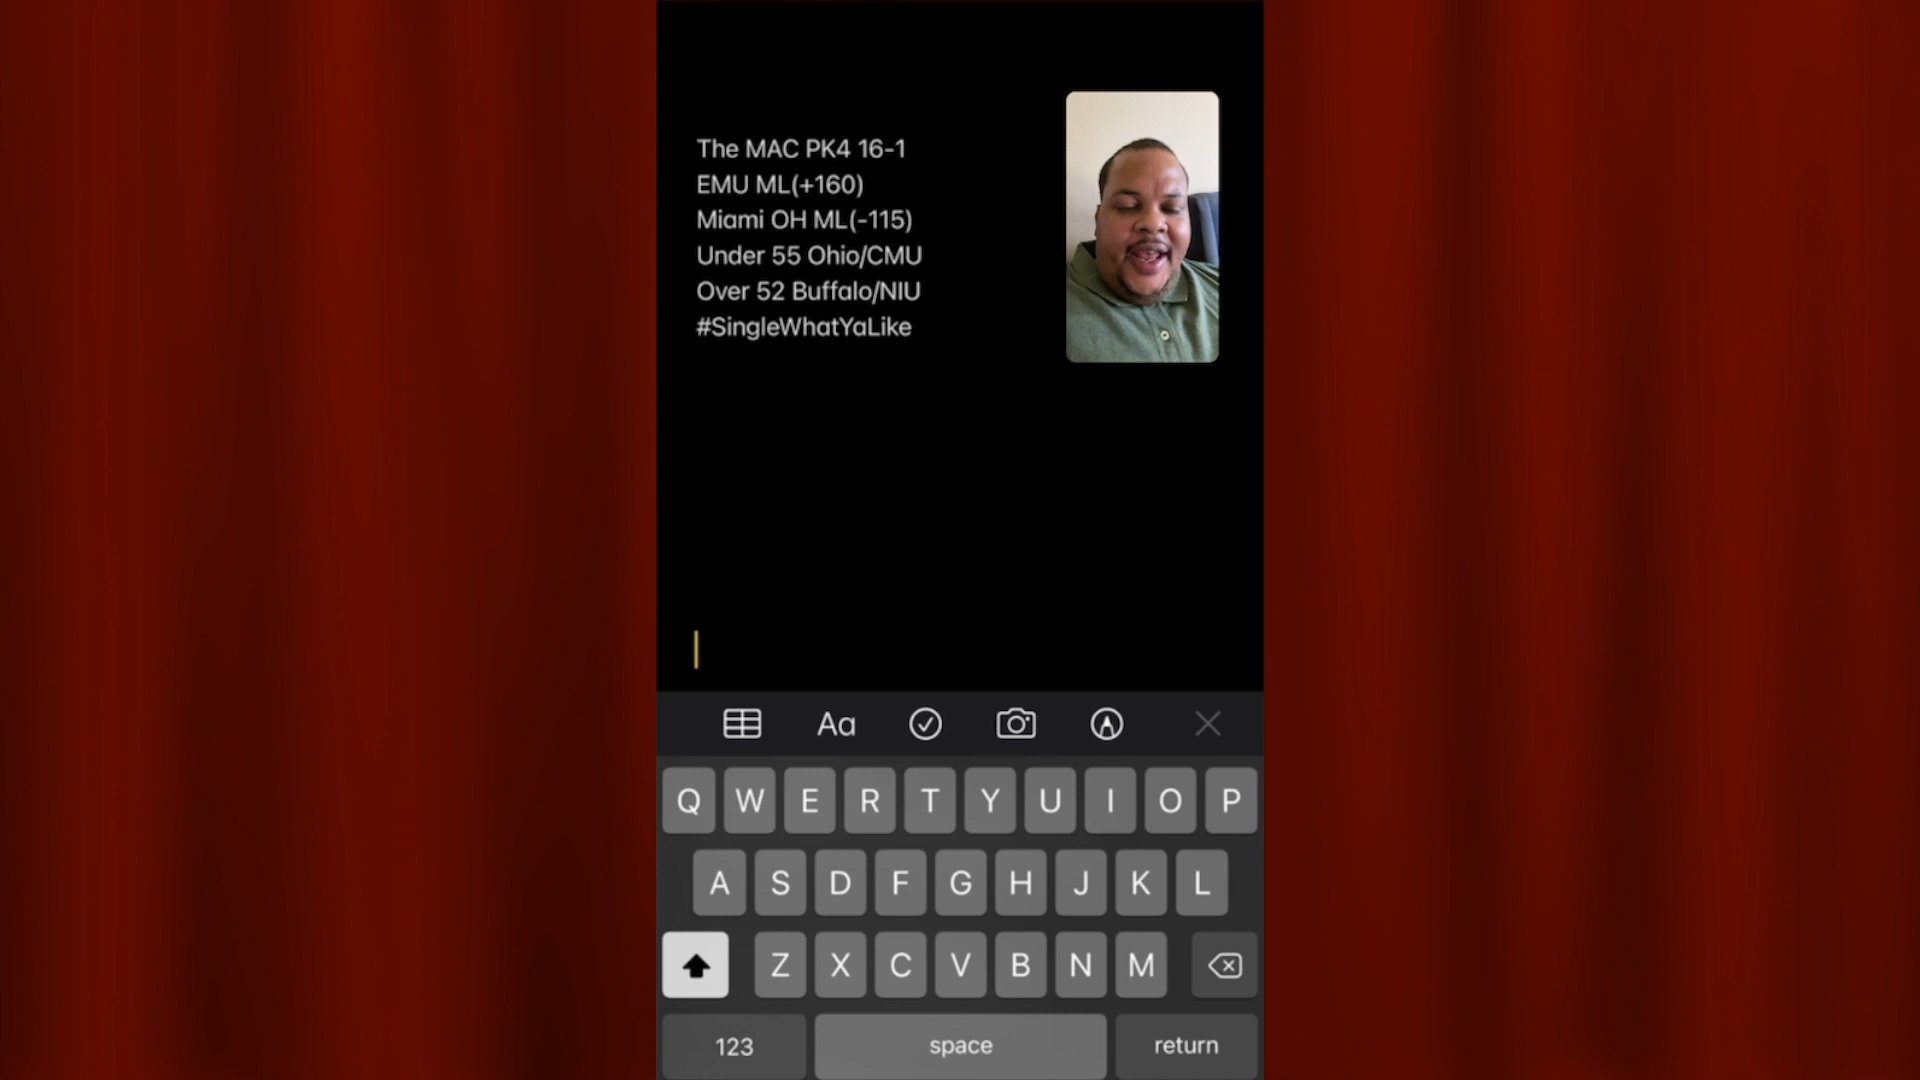 The MAC PK4 16-1
EMU ML(+160)
Miami OH ML(-115)
Under 55 Ohio/CMU
Over 52 Buffalo/NIU
#SingleWhatYaLike
Aa
Q W E R T Y U I O P
A S D F G H J K L
Z X C V B N M
123 space return